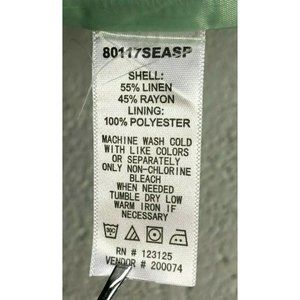 80117SEASP
SHELL:
55% LINEN
45% RAYON
LINING:
100% POLYESTER
MACHINE WASH COLD
WITH LIKE COLORS
OR SEPARATELY
ONLY NON-CHLORINE
BLEACH
WHEN NEEDED
TUMBLE DRY LOW
WARM IRON IF
NECESSARY
RN # 123125
VENDOR # 200074